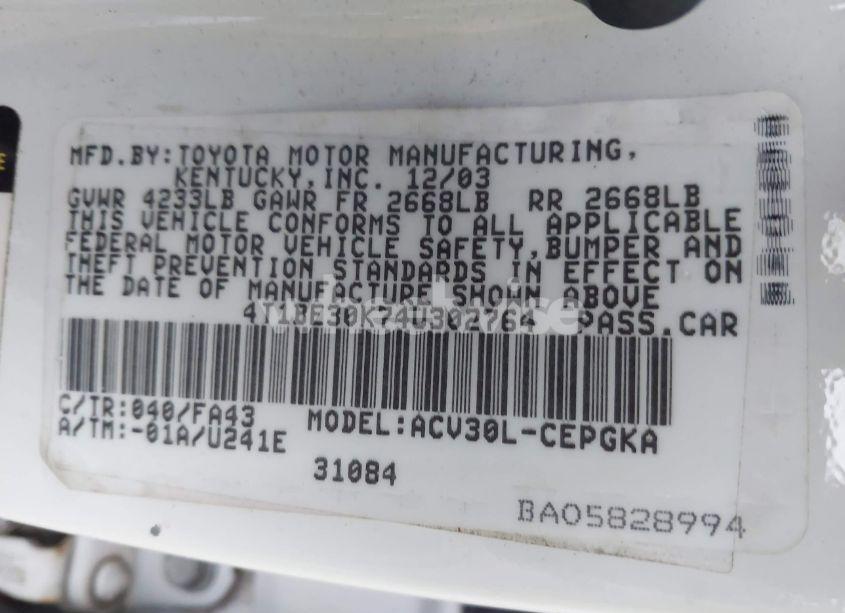 MFD.BY:TOYOTA MOTOR MANUFACTURING,
KENTUCKY,INC. 12/03
GVWR 4233LB GAWR FR 2668LB RR 2668LB
THIS VEHICLE CONFORMS TO ALL APPLICABLE
FEDERAL MOTOR VEHICLE SAFETY,BUMPER AND
THEFT PREVENTION STANDARDS IN EFFECT ON
THE DATE OF MANUFACTURE SHOWN ABOVE
4T1BE30K74U302764 PASS.CAR
C/TR:040/FA43 MODEL:ACV30L-CEPGKA
A/TM:-01A/U241E
31084
BA05828994
E